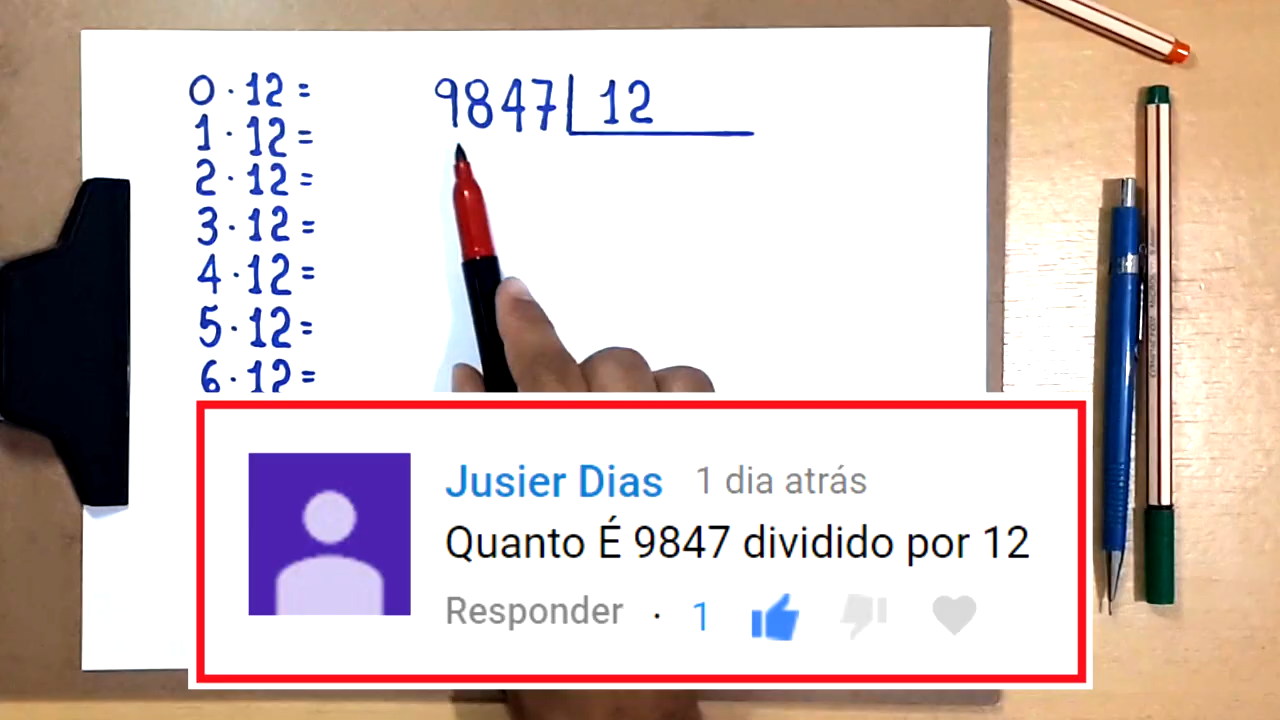 0 · 12 =
1 · 12 =
2 · 12 =
3 · 12 =
4 · 12 =
5 · 12 =
6 · 12 =
9847 12
Jusier Dias 1 dia atrás
Quanto É 9847 dividido por 12
Responder · 1